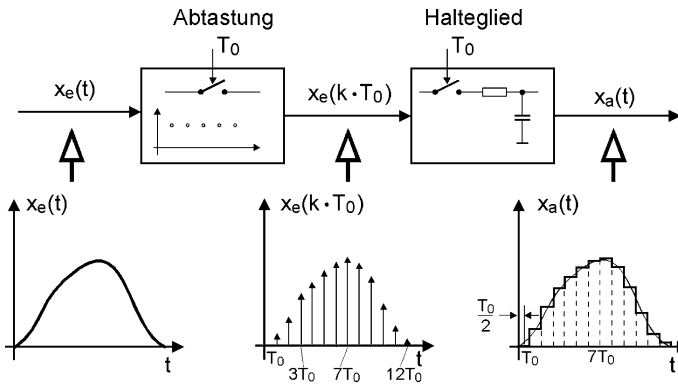 Abtastung
Halteglied
T₀
T₀
xₑ(t)
xₑ(k·T₀)
xₐ(t)
xₑ(t)
xₑ(k·T₀)
xₐ(t)
T₀
2
t
T₀
3T₀
7T₀
12T₀
t
T₀
7T₀
t